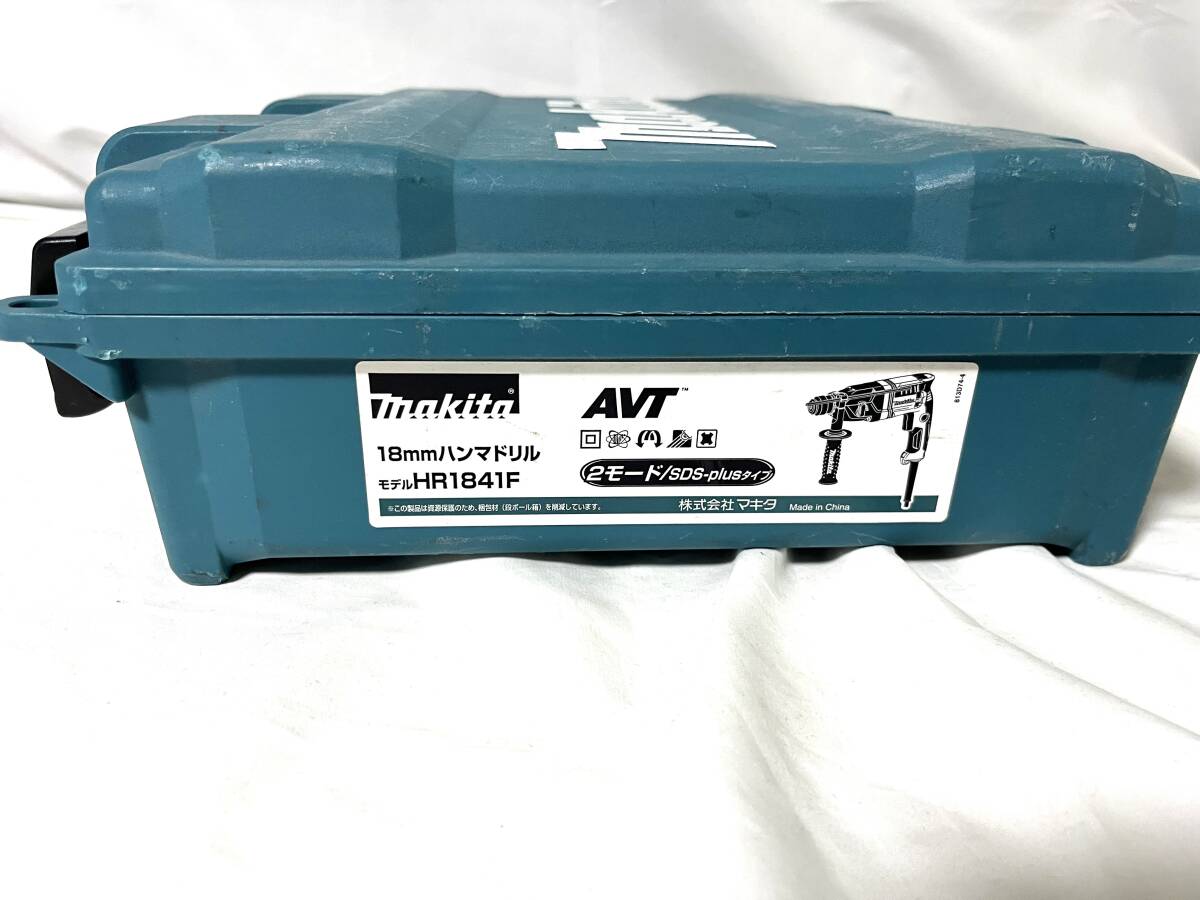 makita
makita®
AVT™
18mmハンマドリル
モデルHR1841F
2モード/SDS-plusタイプ
※この製品は資源保護のため、梱包材（段ボール箱）を削減しています。
株式会社マキタ
Made in China
813D74-4